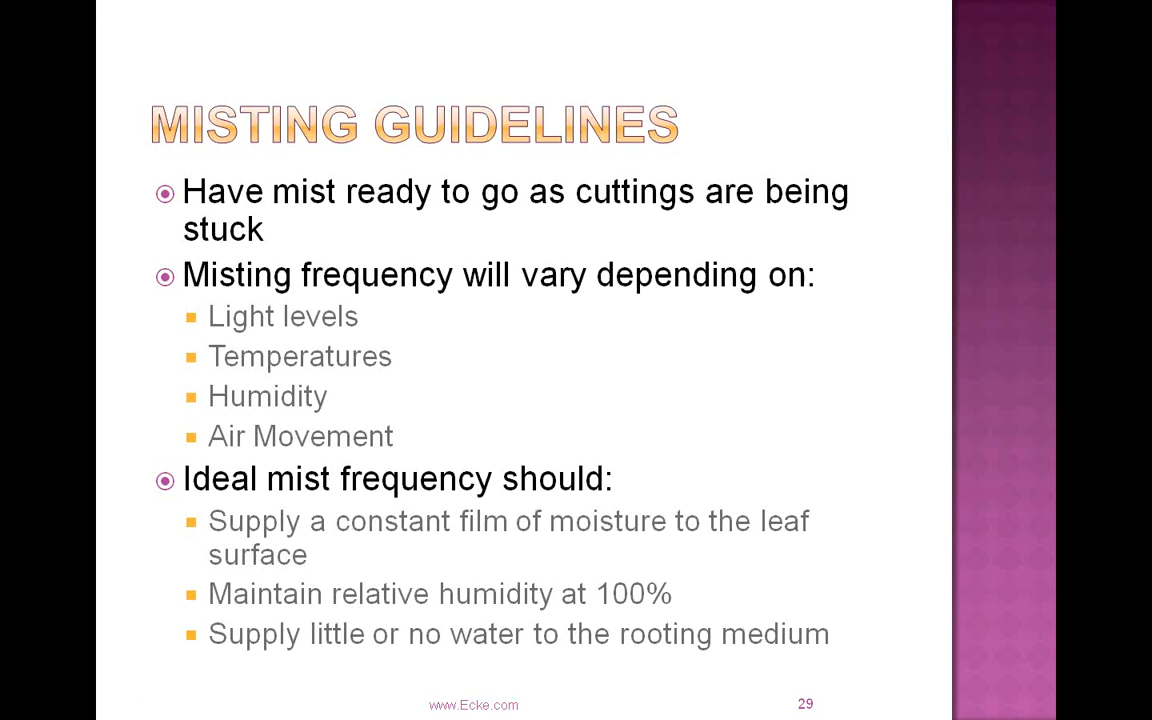 MISTING GUIDELINES
Have mist ready to go as cuttings are being
stuck
Misting frequency will vary depending on:
Light levels
Temperatures
Humidity
Air Movement
Ideal mist frequency should:
Supply a constant film of moisture to the leaf
surface
Maintain relative humidity at 100%
Supply little or no water to the rooting medium
www.Ecke.com
29